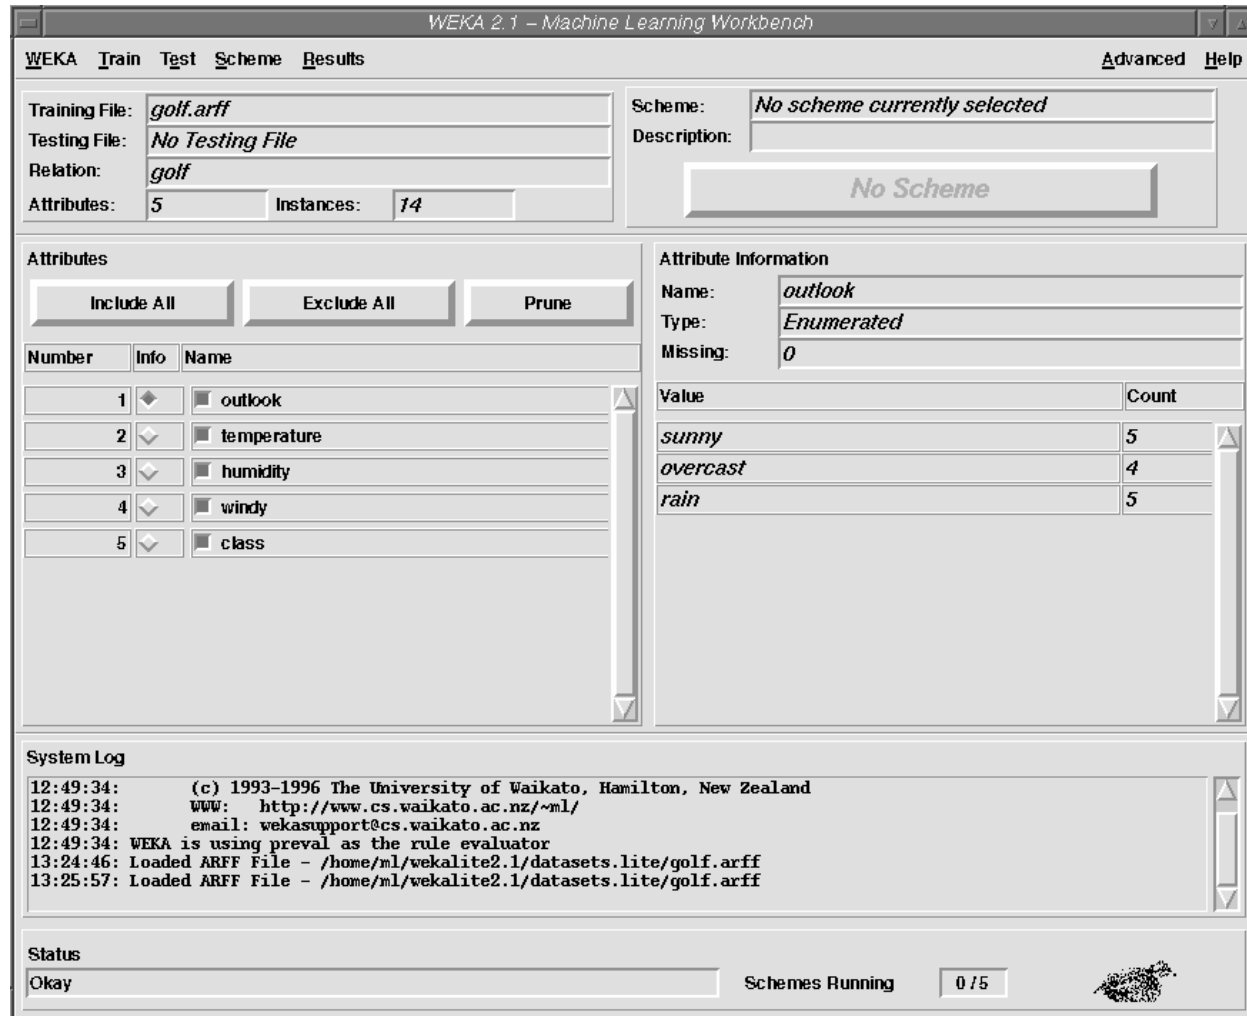 WEKA 2.1 – Machine Learning Workbench
WEKA Train Test Scheme Results Advanced Help
Training File: golf.arff
Testing File: No Testing File
Relation: golf
Attributes: 5 Instances: 14
Scheme: No scheme currently selected
Description:
No Scheme
Attributes
Include All Exclude All Prune
Number Info Name
1 outlook
2 temperature
3 humidity
4 windy
5 class
Attribute Information
Name: outlook
Type: Enumerated
Missing: 0
Value Count
sunny 5
overcast 4
rain 5
System Log
12:49:34: (c) 1993-1996 The University of Waikato, Hamilton, New Zealand
12:49:34: WWW: http://www.cs.waikato.ac.nz/~ml/
12:49:34: email: wekasupport@cs.waikato.ac.nz
12:49:34: WEKA is using preval as the rule evaluator
13:24:46: Loaded ARFF File - /home/ml/wekalite2.1/datasets.lite/golf.arff
13:25:57: Loaded ARFF File - /home/ml/wekalite2.1/datasets.lite/golf.arff
Status
Okay
Schemes Running 0 / 5